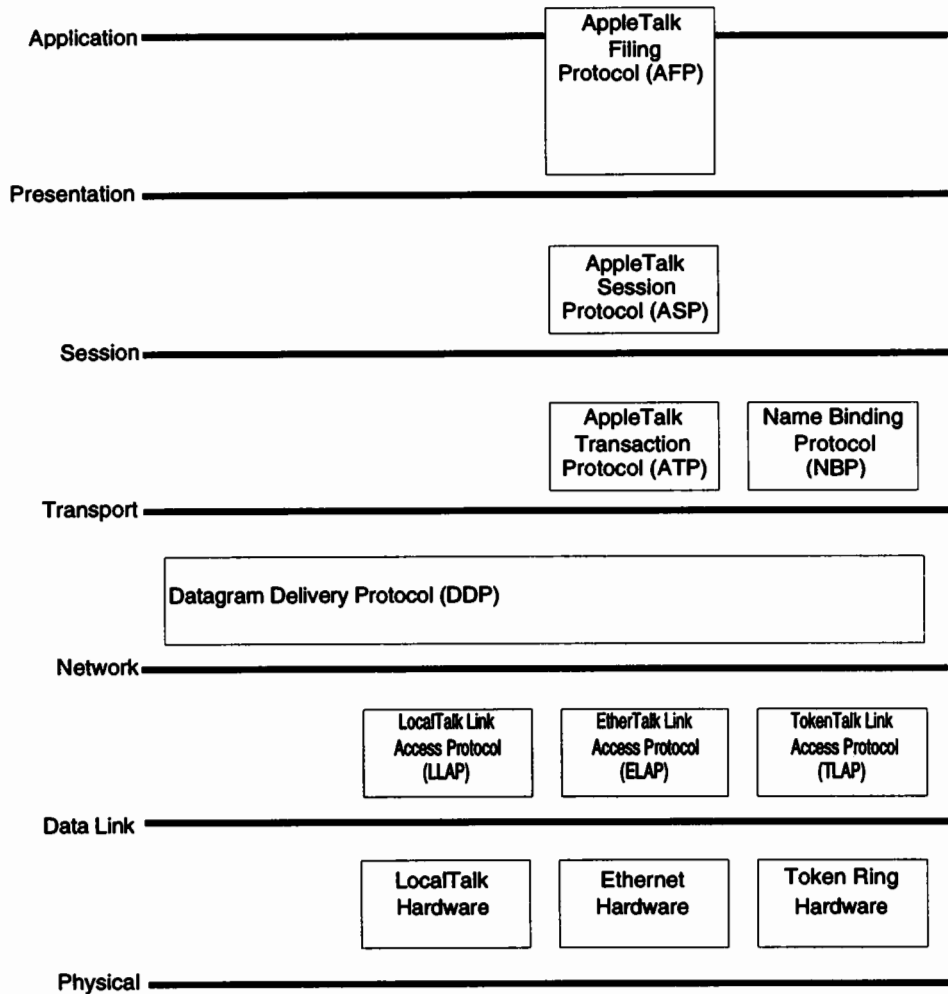 Application
AppleTalk
Filing
Protocol (AFP)
Presentation
AppleTalk
Session
Protocol (ASP)
Session
AppleTalk
Transaction
Protocol (ATP)
Name Binding
Protocol
(NBP)
Transport
Datagram Delivery Protocol (DDP)
Network
LocalTalk Link
Access Protocol
(LLAP)
EtherTalk Link
Access Protocol
(ELAP)
TokenTalk Link
Access Protocol
(TLAP)
Data Link
LocalTalk
Hardware
Ethernet
Hardware
Token Ring
Hardware
Physical